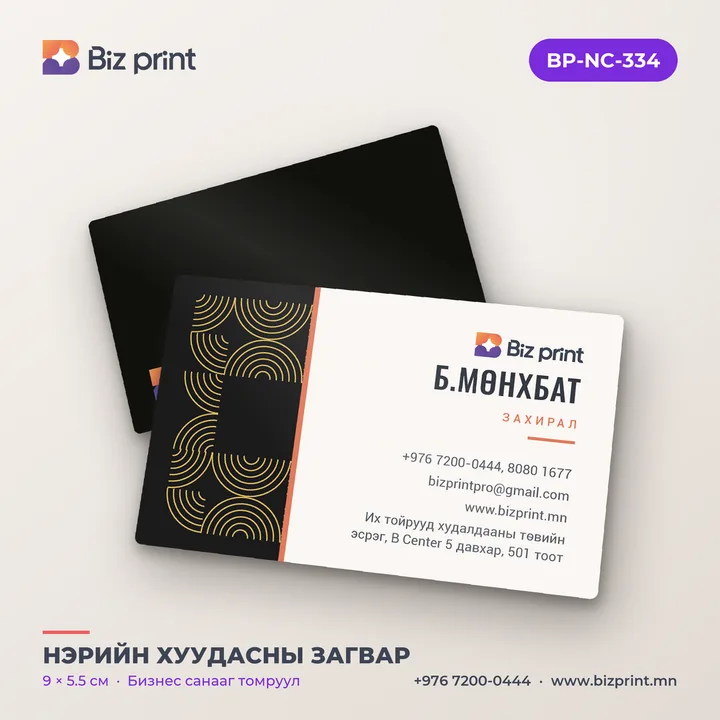 Biz print
BP-NC-334
Biz print
Б.МӨНХБАТ
ЗАХИРАЛ
+976 7200-0444, 8080 1677
bizprintpro@gmail.com
www.bizprint.mn
Их тойрууд худалдааны төвийн
эсрэг, B Center 5 давхар, 501 тоот
НЭРИЙН ХУУДАСНЫ ЗАГВАР
9 × 5.5 см · Бизнес санааг томруул
+976 7200-0444 · www.bizprint.mn